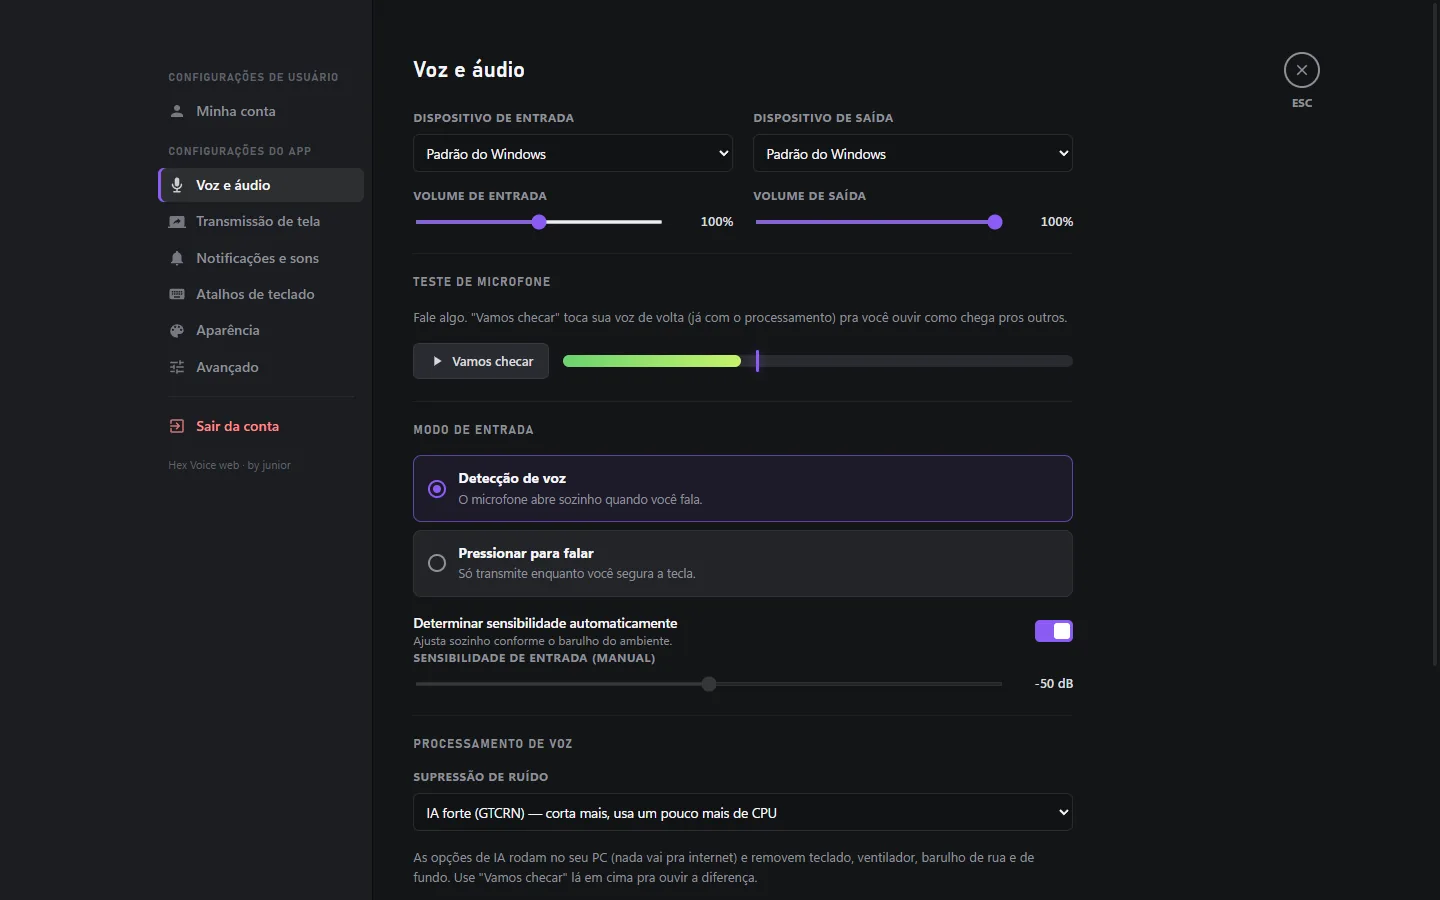 CONFIGURAÇÕES DE USUÁRIO
Minha conta
CONFIGURAÇÕES DO APP
Voz e áudio
Transmissão de tela
Notificações e sons
Atalhos de teclado
Aparência
Avançado
Sair da conta
Hex Voice web · by junior
Voz e áudio
ESC
DISPOSITIVO DE ENTRADA
DISPOSITIVO DE SAÍDA
Padrão do Windows
Padrão do Windows
VOLUME DE ENTRADA
VOLUME DE SAÍDA
100%
100%
TESTE DE MICROFONE
Fale algo. "Vamos checar" toca sua voz de volta (já com o processamento) pra você ouvir como chega pros outros.
Vamos checar
MODO DE ENTRADA
Detecção de voz
O microfone abre sozinho quando você fala.
Pressionar para falar
Só transmite enquanto você segura a tecla.
Determinar sensibilidade automaticamente
Ajusta sozinho conforme o barulho do ambiente.
SENSIBILIDADE DE ENTRADA (MANUAL)
-50 dB
PROCESSAMENTO DE VOZ
SUPRESSÃO DE RUÍDO
IA forte (GTCRN) — corta mais, usa um pouco mais de CPU
As opções de IA rodam no seu PC (nada vai pra internet) e removem teclado, ventilador, barulho de rua e de
fundo. Use "Vamos checar" lá em cima pra ouvir a diferença.